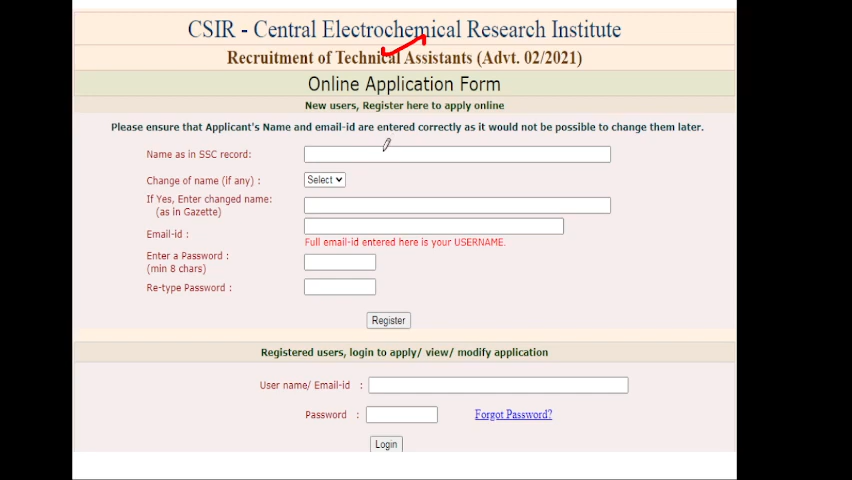 CSIR - Central Electrochemical Research Institute
Recruitment of Technical Assistants (Advt. 02/2021)
Online Application Form
New users, Register here to apply online
Please ensure that Applicant's Name and email-id are entered correctly as it would not be possible to change them later.
Name as in SSC record:
Change of name (if any) : Select
If Yes, Enter changed name:
(as in Gazette)
Email-id :
Full email-id entered here is your USERNAME.
Enter a Password :
(min 8 chars)
Re-type Password :
Register
Registered users, login to apply/ view/ modify application
User name/ Email-id :
Password : Forgot Password?
Login